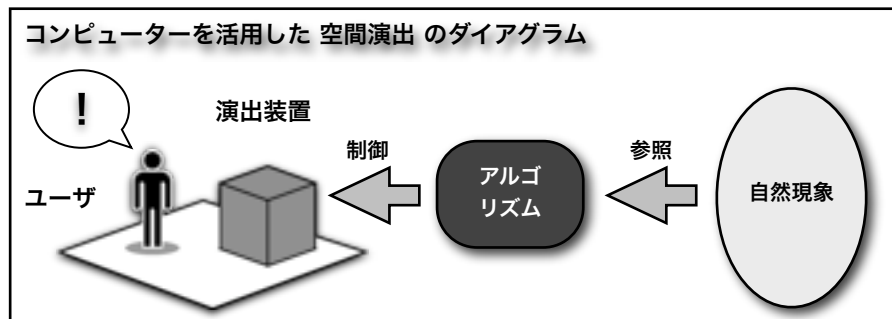 コンピューターを活用した 空間演出 のダイアグラム
!
演出装置
ユーザ
制御
アルゴ
リズム
参照
自然現象